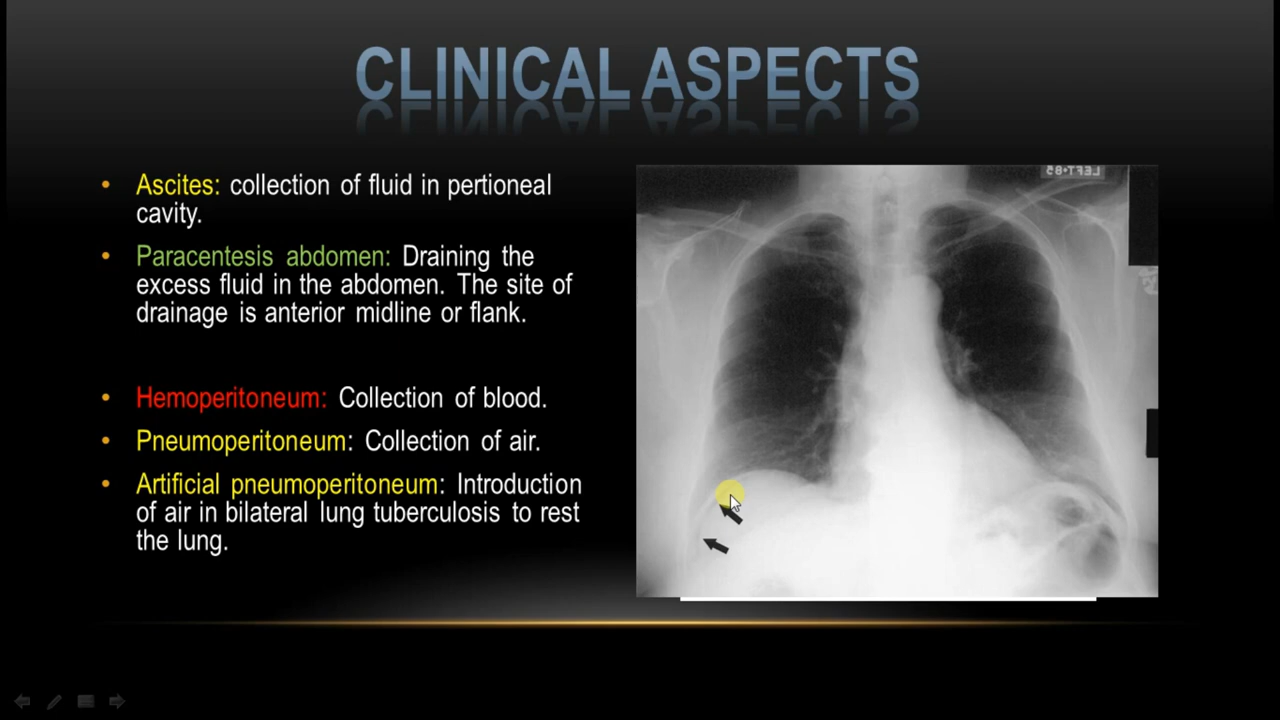 CLINICAL ASPECTS
• Ascites: collection of fluid in pertioneal
cavity.
• Paracentesis abdomen: Draining the
excess fluid in the abdomen. The site of
drainage is anterior midline or flank.
• Hemoperitoneum: Collection of blood.
• Pneumoperitoneum: Collection of air.
• Artificial pneumoperitoneum: Introduction
of air in bilateral lung tuberculosis to rest
the lung.
LEFT-85